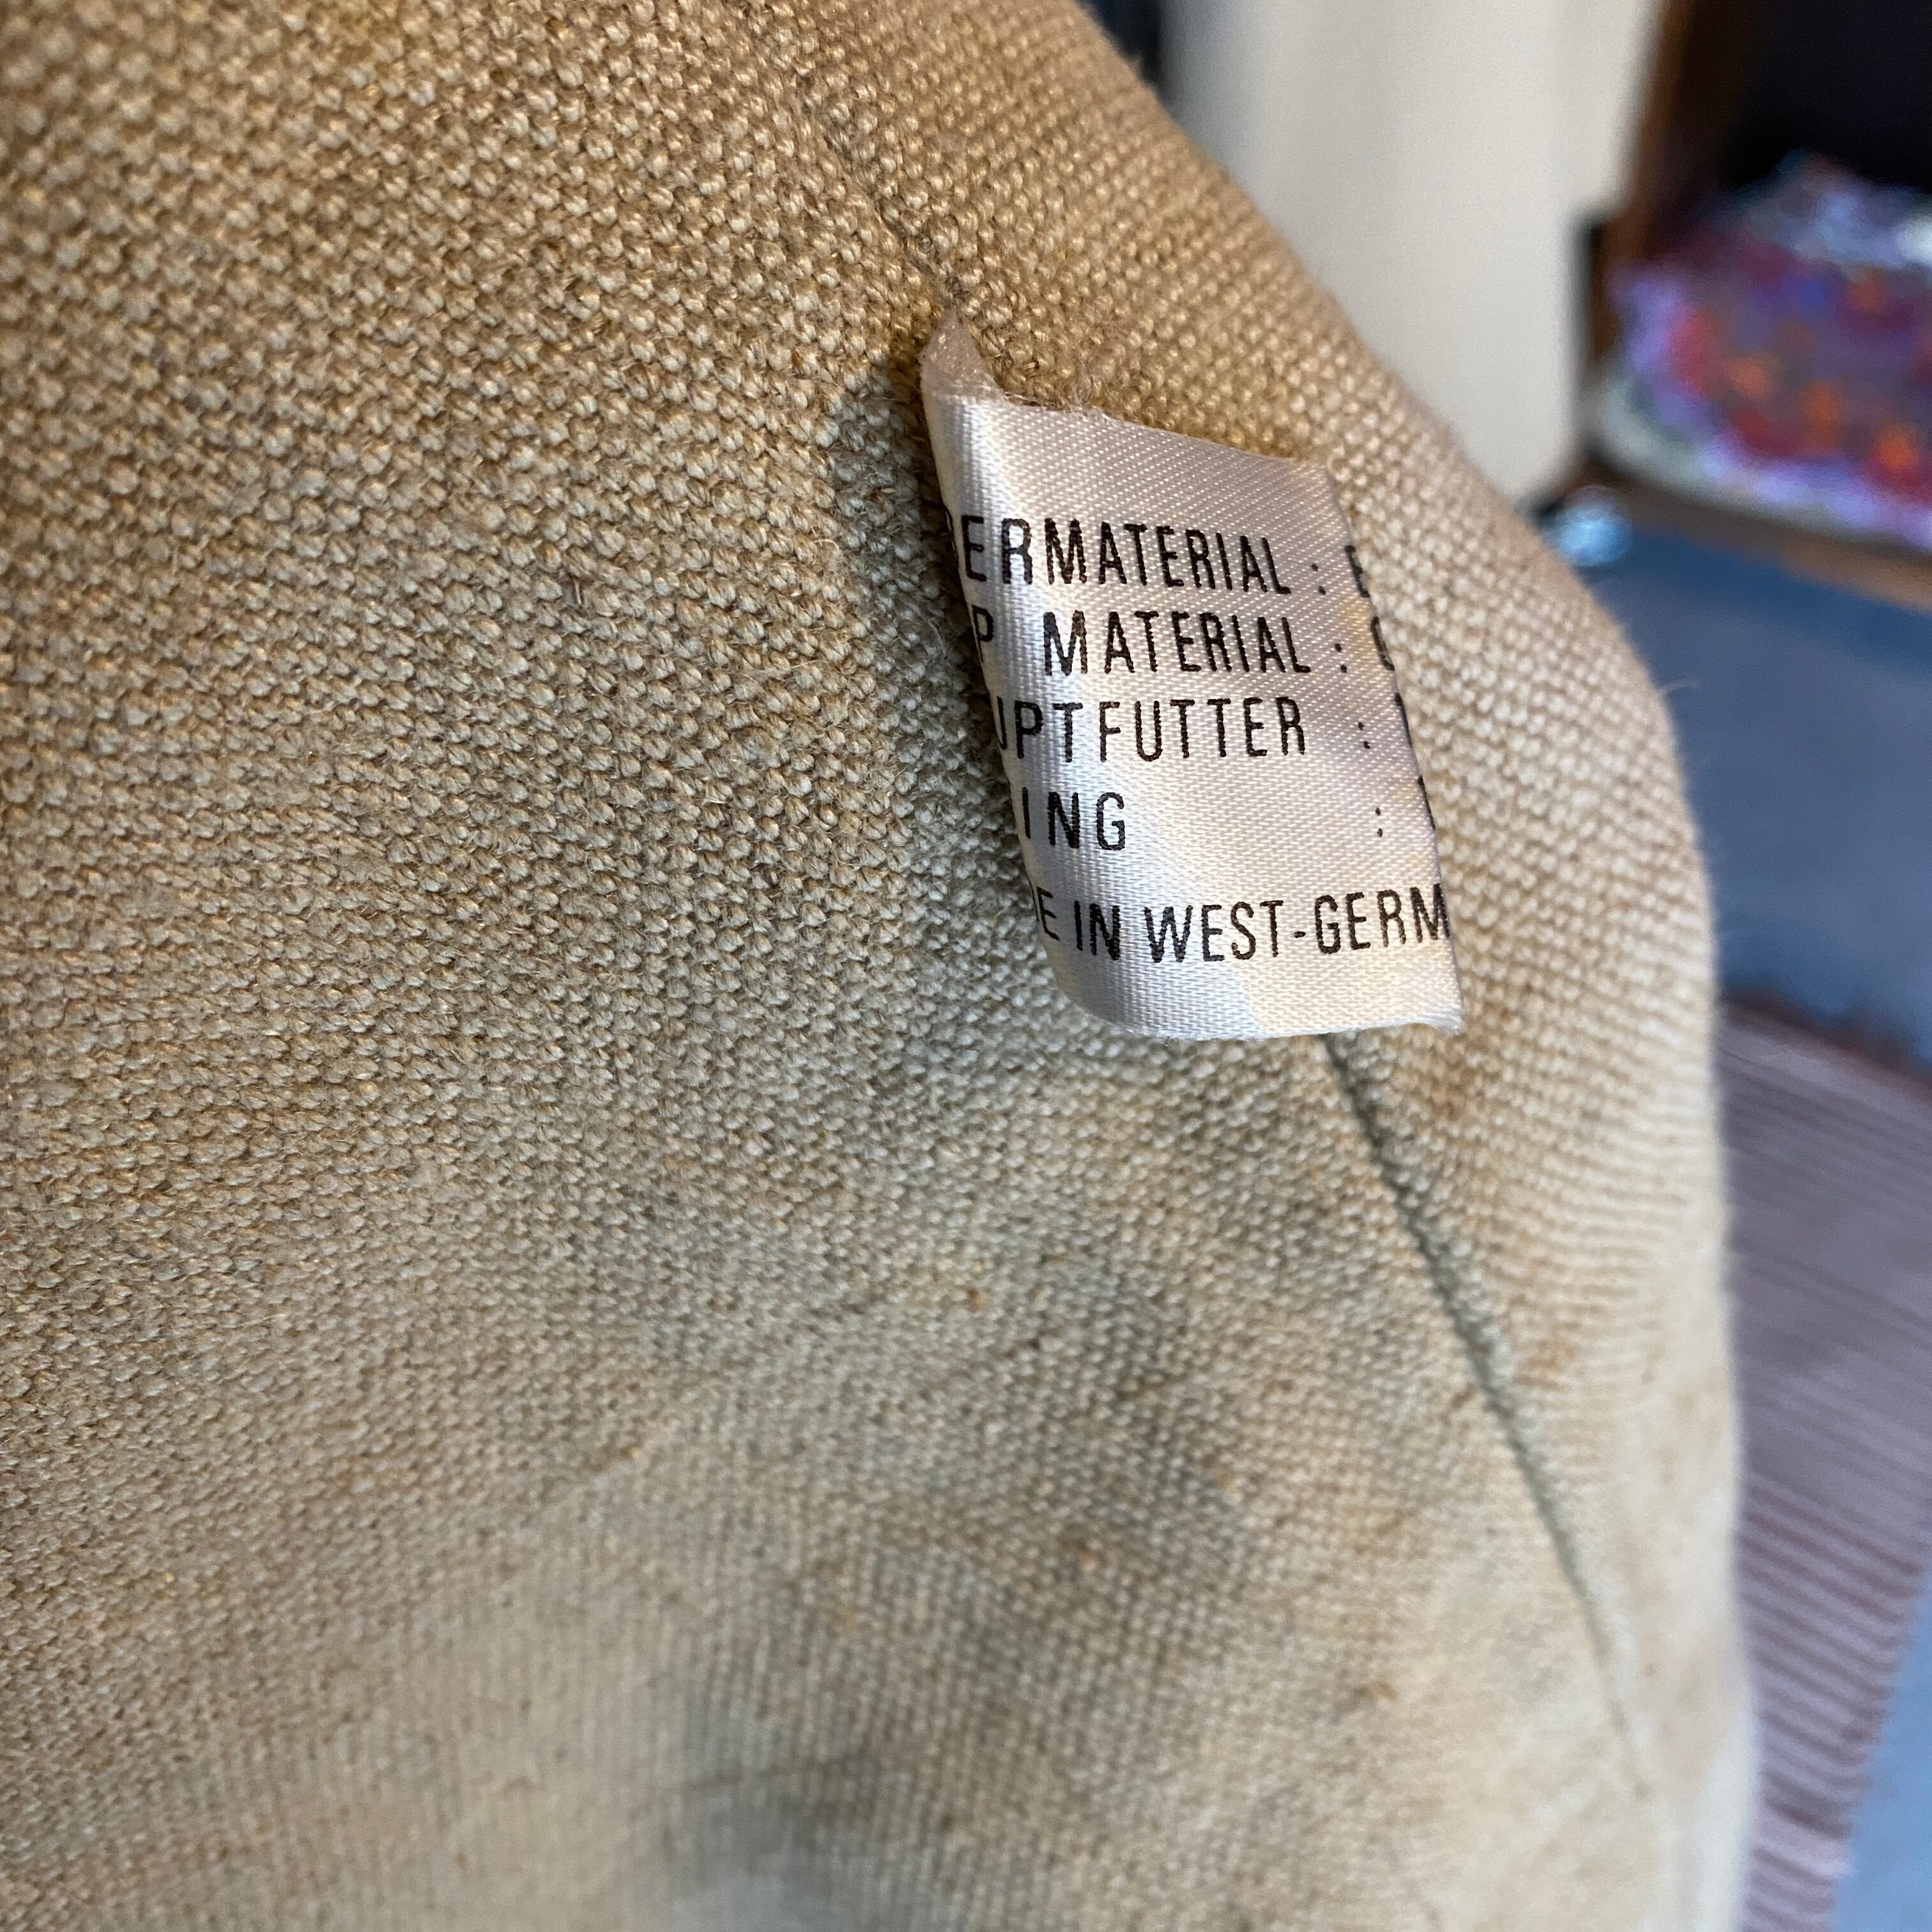 ERMATERIAL :
P MATERIAL :
UPTFUTTER :
ING :
E IN WEST-GERM